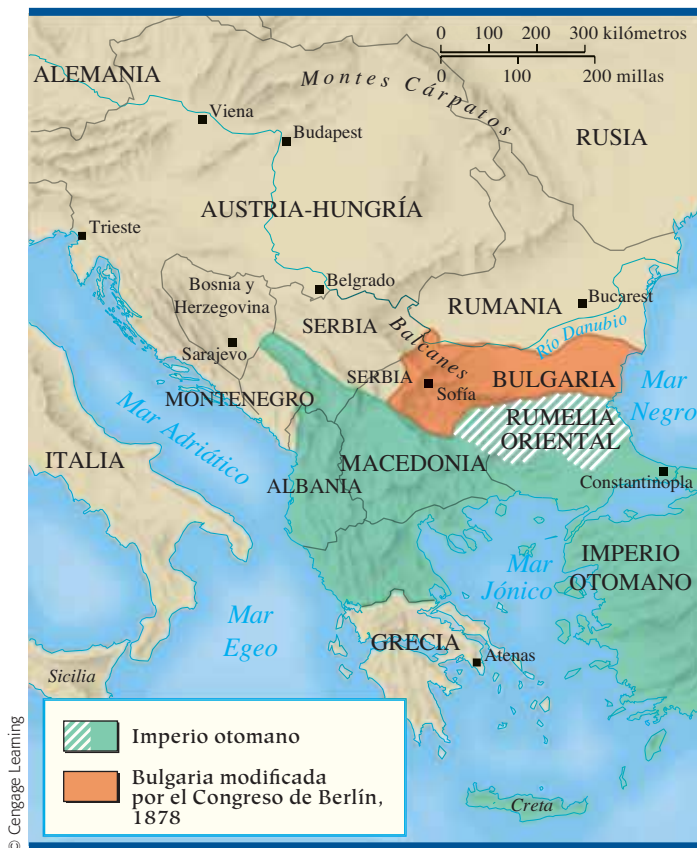 0 100 200 300 kilómetros
0 100 200 millas
ALEMANIA
Montes Cárpatos
Viena
Budapest
RUSIA
AUSTRIA-HUNGRÍA
Trieste
Bosnia y
Herzegovina
Belgrado
RUMANIA
Bucarest
Río Danubio
SERBIA
Balcanes
Sarajevo
SERBIA
BULGARIA
Sofía
Mar
Negro
MONTENEGRO
RUMELIA
ORIENTAL
Mar Adriático
ITALIA
MACEDONIA
Constantinopla
ALBANIA
IMPERIO
OTOMANO
Mar
Jónico
Mar
Egeo
GRECIA
Atenas
Sicilia
Imperio otomano
Bulgaria modificada
por el Congreso de Berlín,
1878
Creta
© Cengage Learning